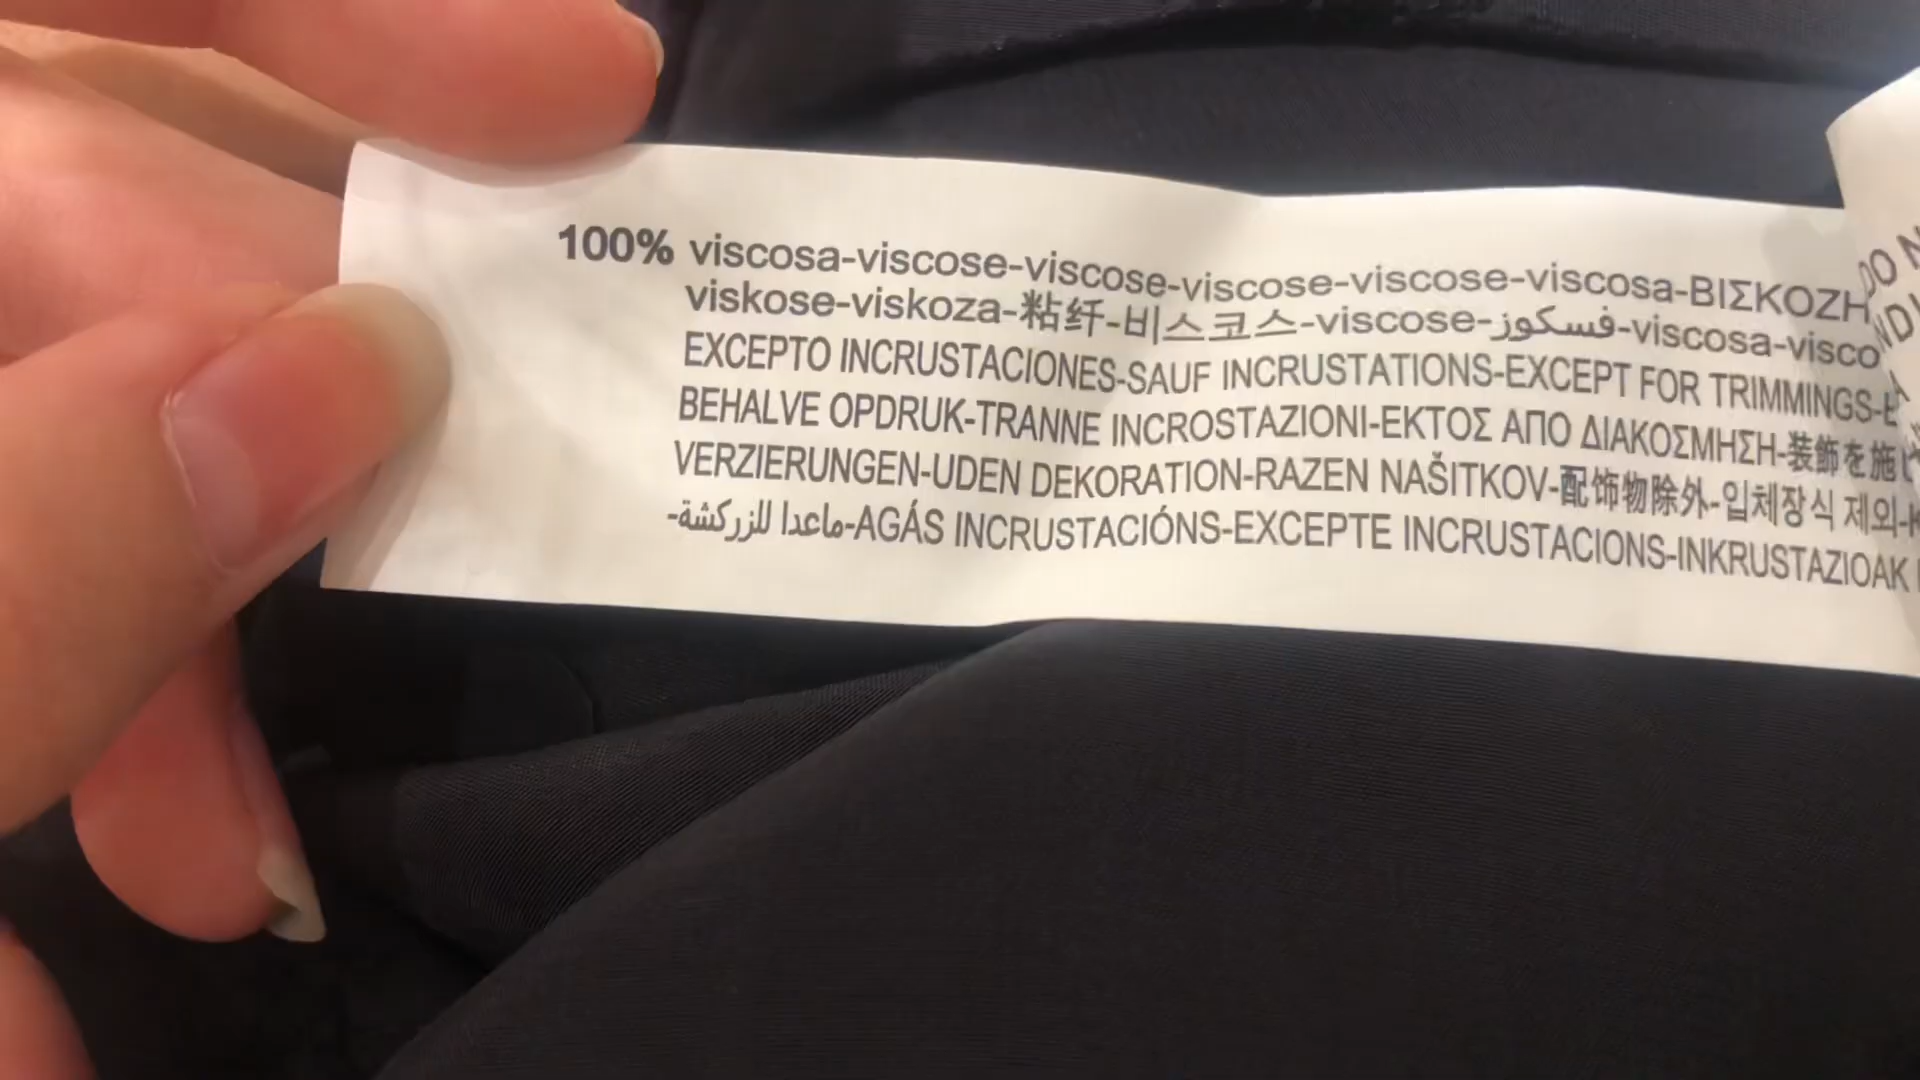 100% viscosa-viscose-viscose-viscose-viscose-viscosa-ΒΙΣΚΟΖΗ
viskose-viskoza-粘纤-비스코스-viscose-فسكوز-viscosa-visco
EXCEPTO INCRUSTACIONES-SAUF INCRUSTATIONS-EXCEPT FOR TRIMMINGS-
BEHALVE OPDRUK-TRANNE INCROSTAZIONI-ΕΚΤΟΣ ΑΠΟ ΔΙΑΚΟΣΜΗΣΗ-装飾を施
VERZIERUNGEN-UDEN DEKORATION-RAZEN NAŠITKOV-配饰物除外-입체장식 제외-
-ماعدا للزركشة-AGÁS INCRUSTACIÓNS-EXCEPTE INCRUSTACIONS-INKRUSTAZIOAK
DO N